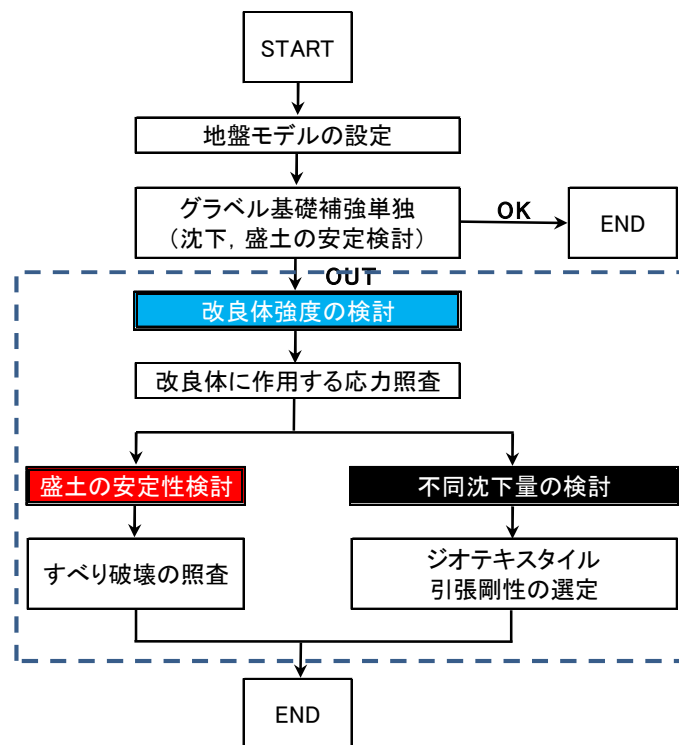 START
地盤モデルの設定
グラベル基礎補強単独
（沈下，盛土の安定検討）
OK
END
OUT
改良体強度の検討
改良体に作用する応力照査
盛土の安定性検討
不同沈下量の検討
すべり破壊の照査
ジオテキスタイル
引張剛性の選定
END